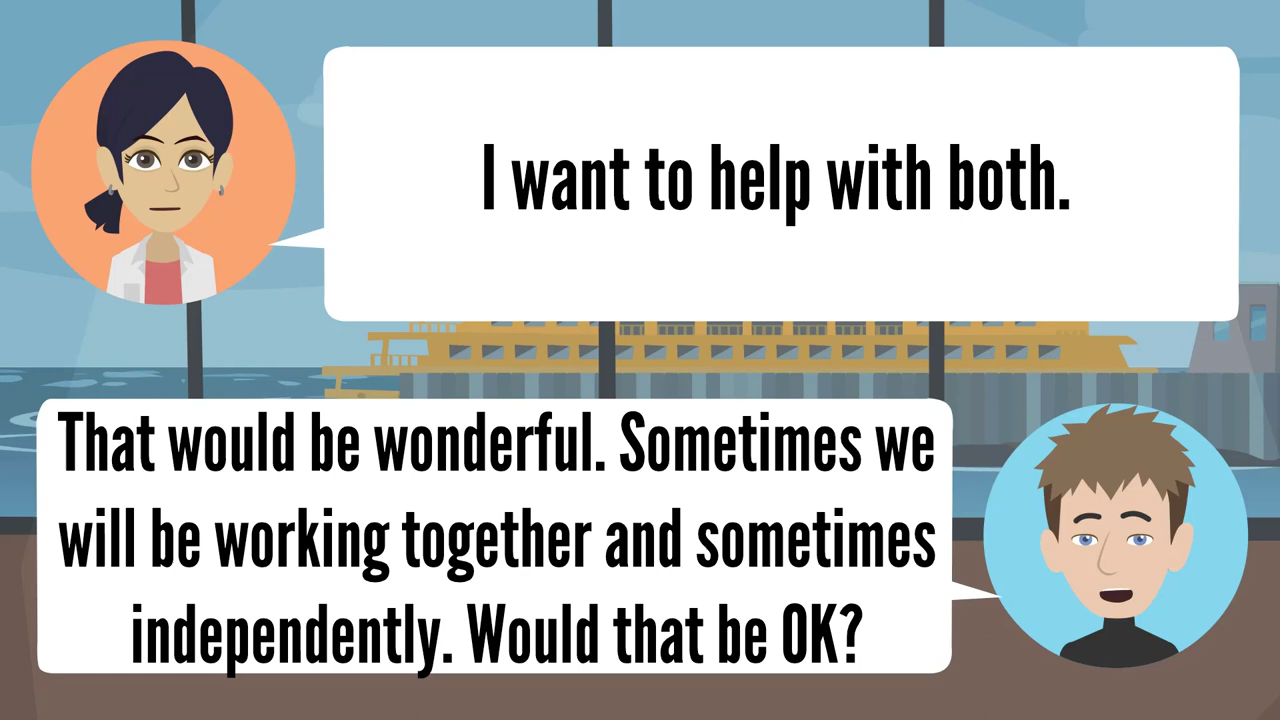 I want to help with both.
That would be wonderful. Sometimes we
will be working together and sometimes
independently. Would that be OK?